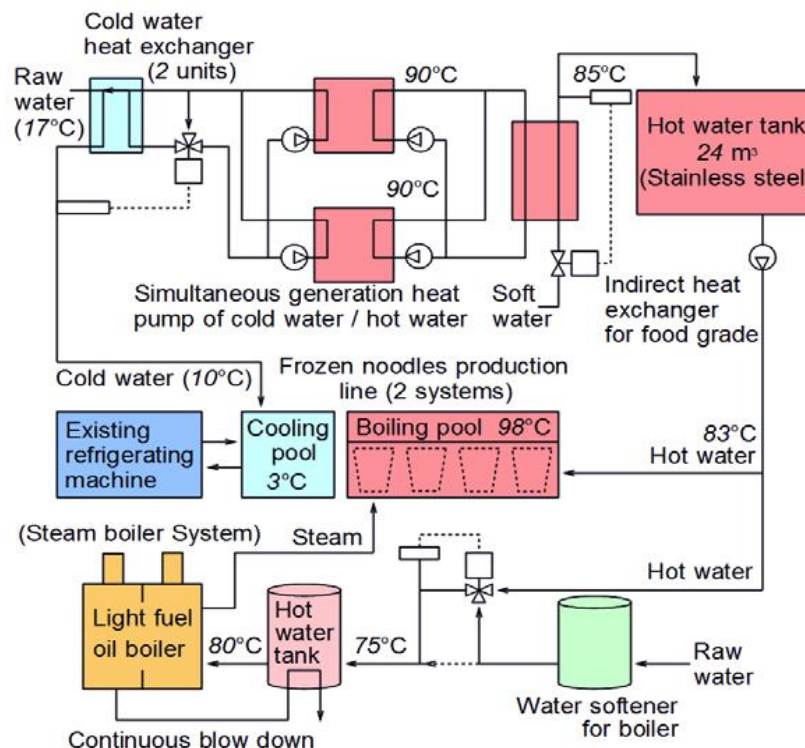 Cold water
heat exchanger
(2 units)
Raw
water
(17°C)
90°C
85°C
Hot water tank
24 m³
(Stainless steel)
90°C
Simultaneous generation heat
pump of cold water / hot water
Soft
water
Indirect heat
exchanger
for food grade
Cold water (10°C)
Frozen noodles production
line (2 systems)
Existing
refrigerating
machine
Cooling
pool
3°C
Boiling pool 98°C
83°C
Hot water
(Steam boiler System)
Steam
Hot water
Light fuel
oil boiler
80°C
Hot
water
tank
75°C
Raw
water
Water softener
for boiler
Continuous blow down